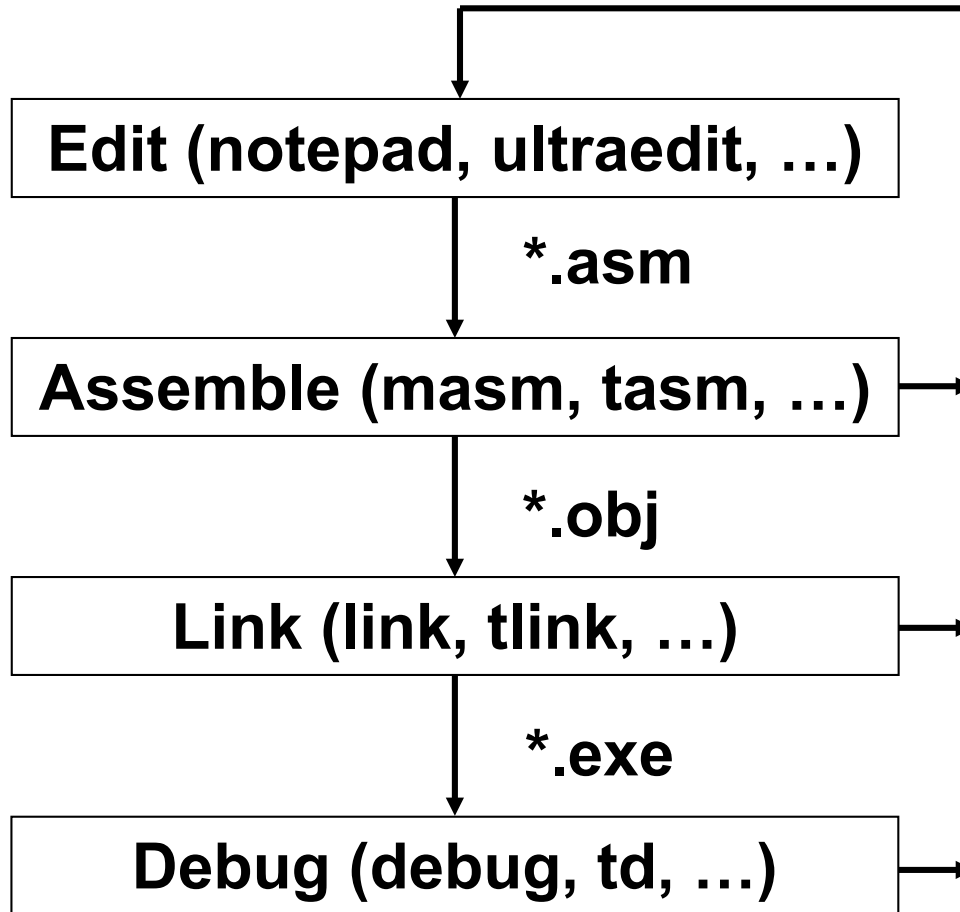 Edit (notepad, ultraedit, …)
*.asm
Assemble (masm, tasm, …)
*.obj
Link (link, tlink, …)
*.exe
Debug (debug, td, …)